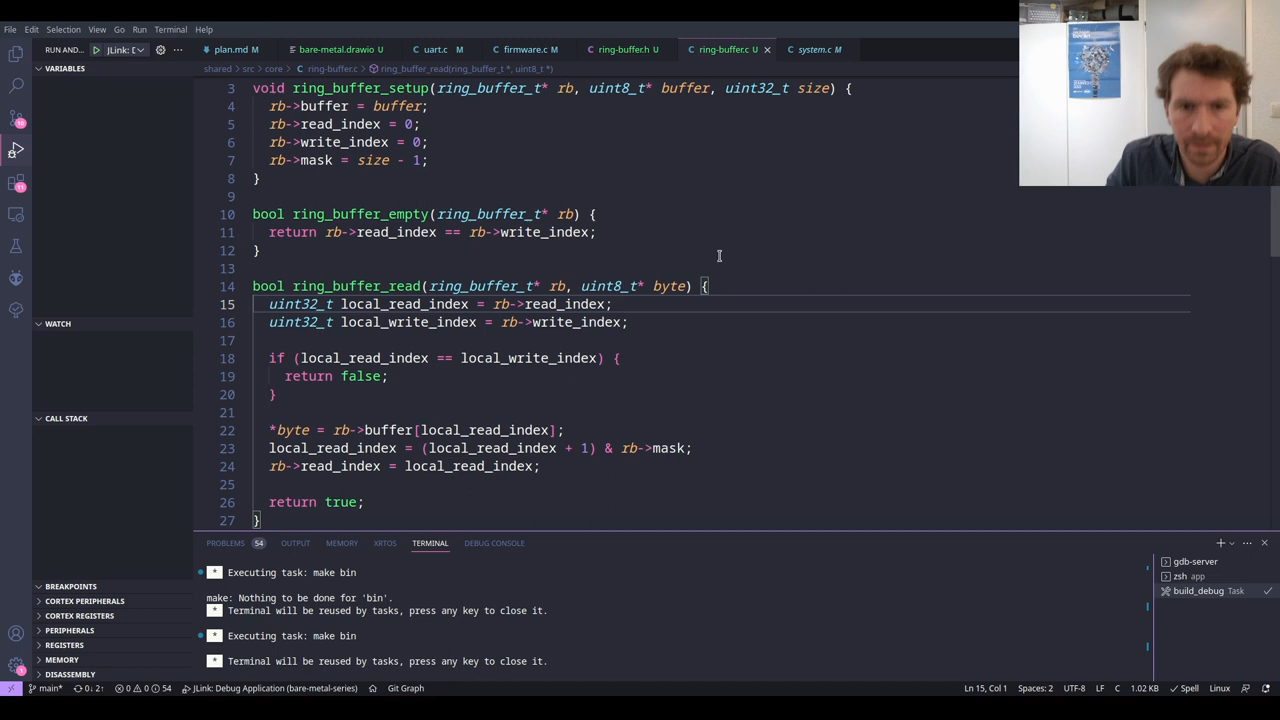 File Edit Selection View Go Run Terminal Help
RUN AND... JLink: D
plan.md M bare-metal.drawio U uart.c M firmware.c M ring-buffer.h U ring-buffer.c U system.c M
shared > src > core > ring-buffer.c > ring_buffer_read(ring_buffer_t *, uint8_t *)
VARIABLES
WATCH
CALL STACK
BREAKPOINTS
CORTEX PERIPHERALS
CORTEX REGISTERS
PERIPHERALS
REGISTERS
MEMORY
DISASSEMBLY
10
11
1
3 void ring_buffer_setup(ring_buffer_t* rb, uint8_t* buffer, uint32_t size) {
4 rb->buffer = buffer;
5 rb->read_index = 0;
6 rb->write_index = 0;
7 rb->mask = size - 1;
8 }
9
10 bool ring_buffer_empty(ring_buffer_t* rb) {
11 return rb->read_index == rb->write_index;
12 }
13
14 bool ring_buffer_read(ring_buffer_t* rb, uint8_t* byte) {
15 uint32_t local_read_index = rb->read_index;
16 uint32_t local_write_index = rb->write_index;
17
18 if (local_read_index == local_write_index) {
19 return false;
20 }
21
22 *byte = rb->buffer[local_read_index];
23 local_read_index = (local_read_index + 1) & rb->mask;
24 rb->read_index = local_read_index;
25
26 return true;
27 }
PROBLEMS 54 OUTPUT MEMORY XRTOS TERMINAL DEBUG CONSOLE
* Executing task: make bin
make: Nothing to be done for 'bin'.
* Terminal will be reused by tasks, press any key to close it.
* Executing task: make bin
* Terminal will be reused by tasks, press any key to close it.
gdb-server
zsh app
build_debug Task
main* 0↓ 2↑ 0 0 54 JLink: Debug Application (bare-metal-series) Git Graph Ln 15, Col 1 Spaces: 2 UTF-8 LF C 1.02 KB Spell Linux